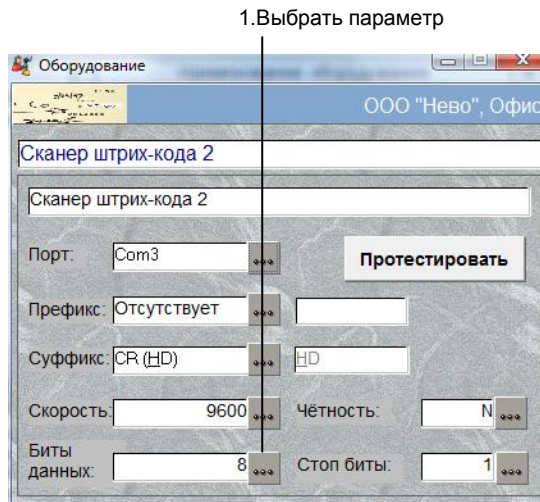 1.Выбрать параметр
Оборудование
ООО "Нево", Офис
Сканер штрих-кода 2
Сканер штрих-кода 2
Порт: Com3 Протестировать
Префикс: Отсутствует
Суффикс: CR (HD) HD
Скорость: 9600 Чётность: N
Биты
данных: 8 Стоп биты: 1